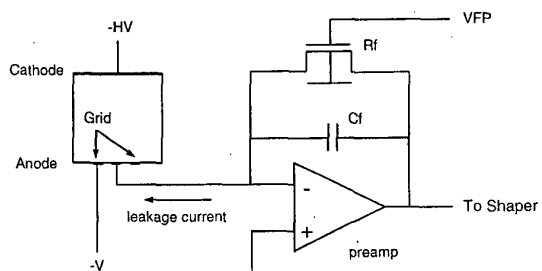 VFP
-HV
Rf
Cathode
Cf
Grid
Anode
-
To Shaper
leakage current
+
preamp
-V